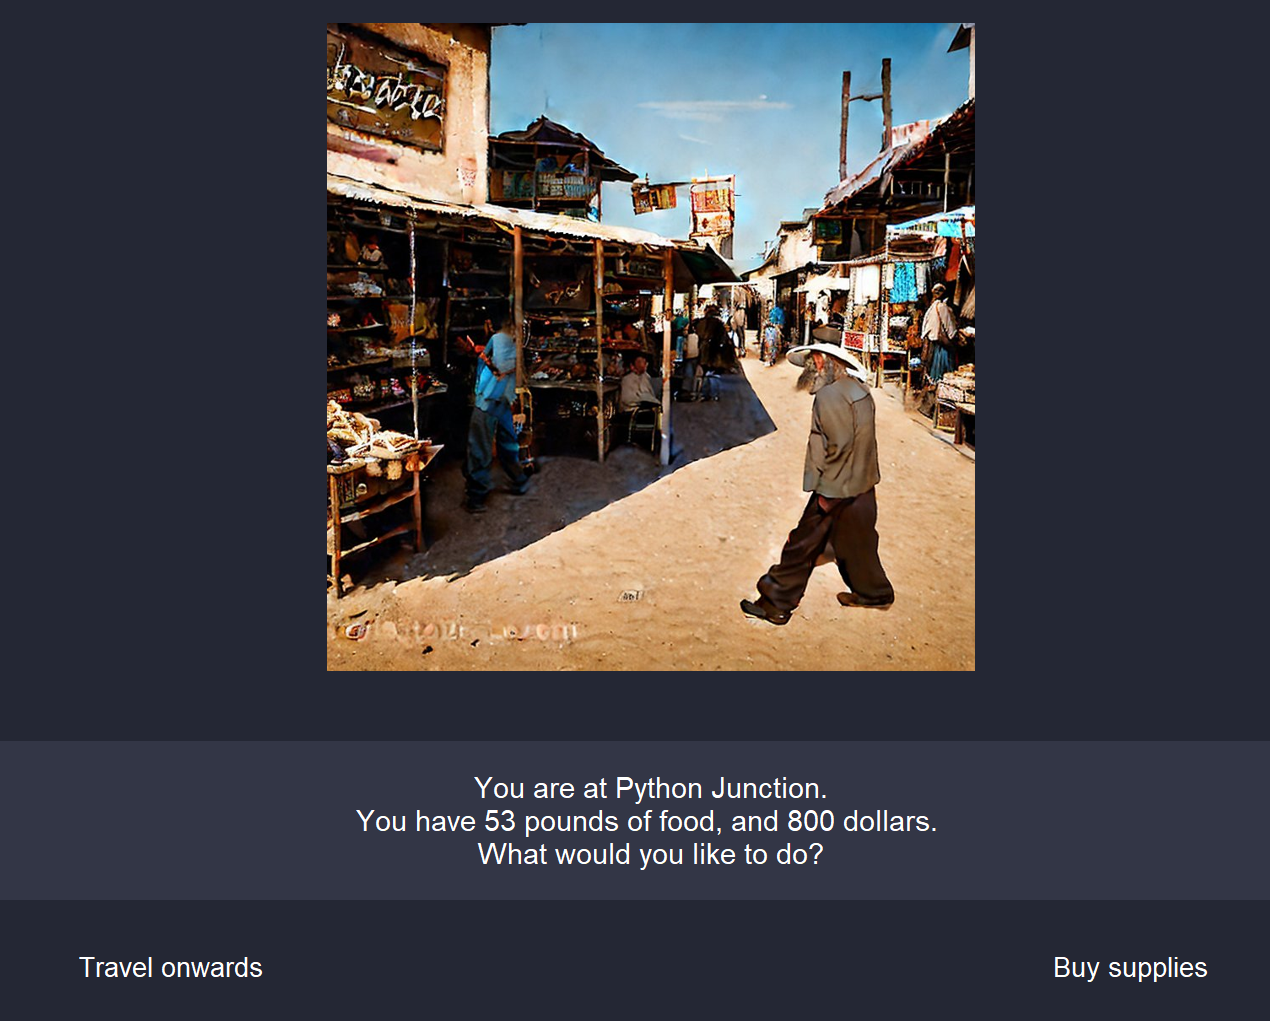 You are at Python Junction.
You have 53 pounds of food, and 800 dollars.
What would you like to do?
Travel onwards
Buy supplies